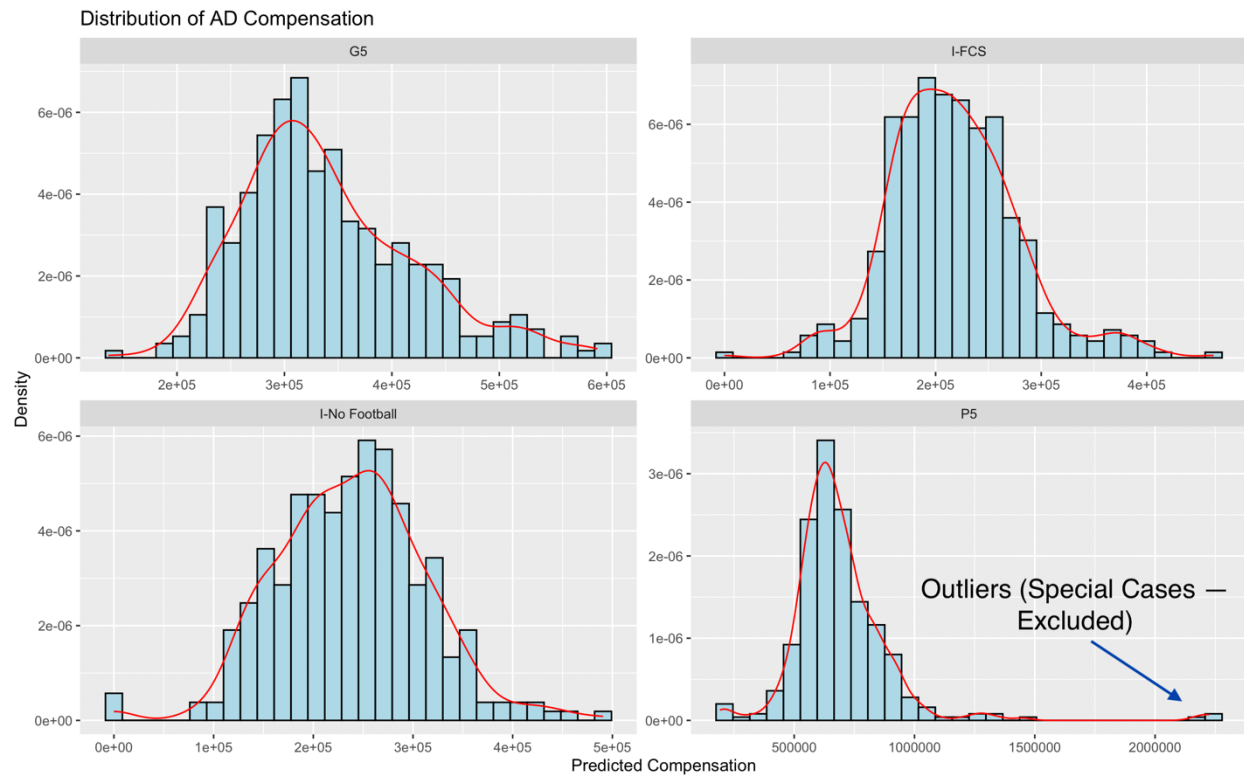 Distribution of AD Compensation
G5
I-FCS
6e-06
4e-06
2e-06
0e+00
2e+05 3e+05 4e+05 5e+05 6e+05
6e-06
4e-06
2e-06
0e+00
0e+00 1e+05 2e+05 3e+05 4e+05
Density
I-No Football
P5
6e-06
4e-06
2e-06
0e+00
0e+00 1e+05 2e+05 3e+05 4e+05 5e+05
3e-06
2e-06
1e-06
0e+00
Outliers (Special Cases —
Excluded)
500000 1000000 1500000 2000000
Predicted Compensation